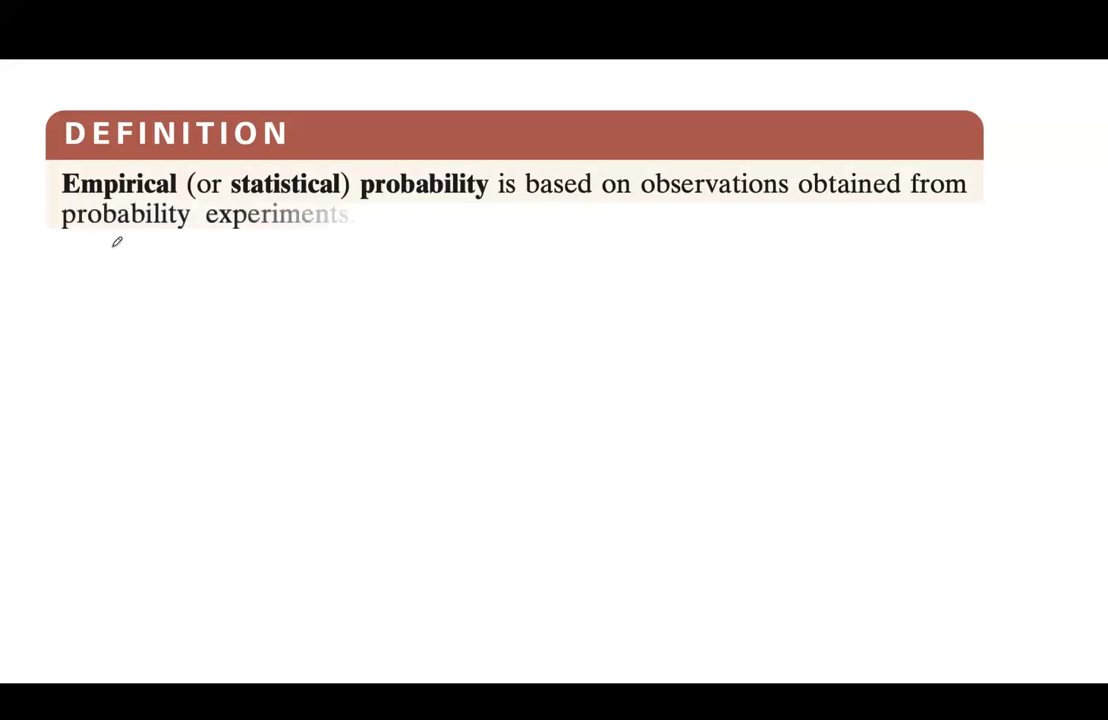 DEFINITION
Empirical (or statistical) probability is based on observations obtained from
probability experiments.